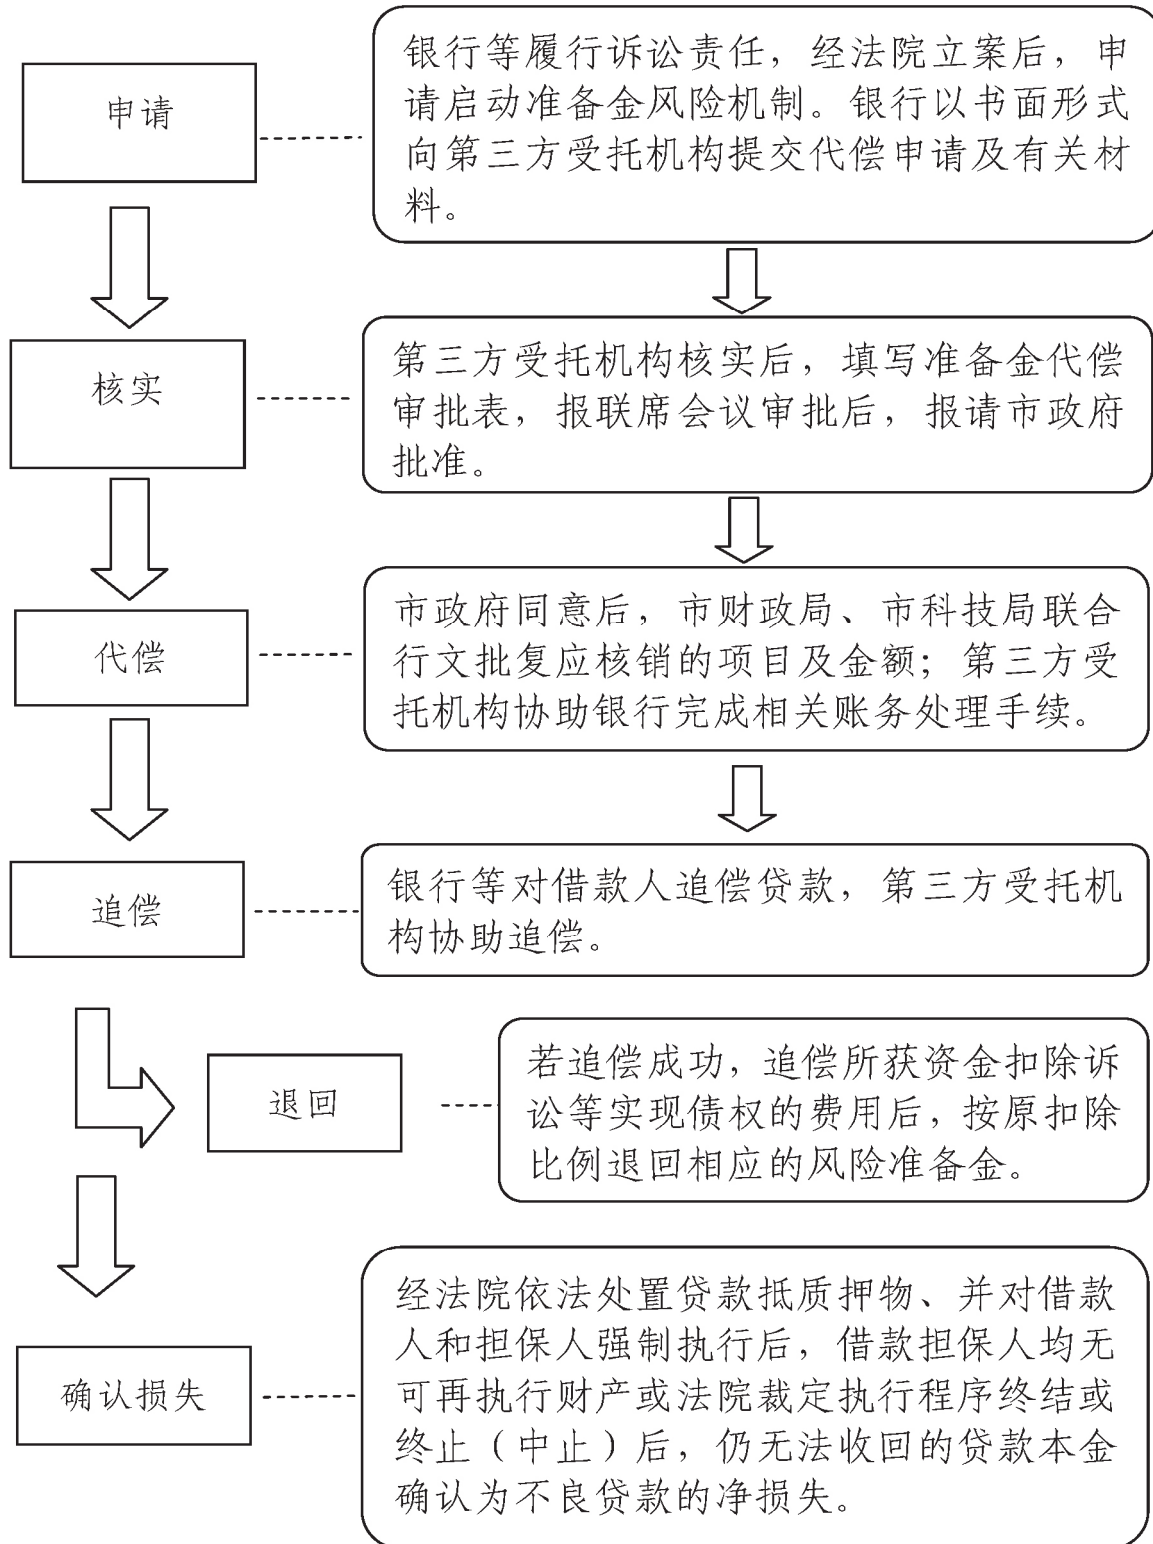 申请
银行等履行诉讼责任，经法院立案后，申
请启动准备金风险机制。银行以书面形式
向第三方受托机构提交代偿申请及有关材
料。
核实
第三方受托机构核实后，填写准备金代偿
审批表，报联席会议审批后，报请市政府
批准。
代偿
市政府同意后，市财政局、市科技局联合
行文批复应核销的项目及金额；第三方受
托机构协助银行完成相关账务处理手续。
追偿
银行等对借款人追偿贷款，第三方受托机
构协助追偿。
退回
若追偿成功，追偿所获资金扣除诉
讼等实现债权的费用后，按原扣除
比例退回相应的风险准备金。
确认损失
经法院依法处置贷款抵质押物、并对借款
人和担保人强制执行后，借款担保人均无
可再执行财产或法院裁定执行程序终结或
终止（中止）后，仍无法收回的贷款本金
确认为不良贷款的净损失。